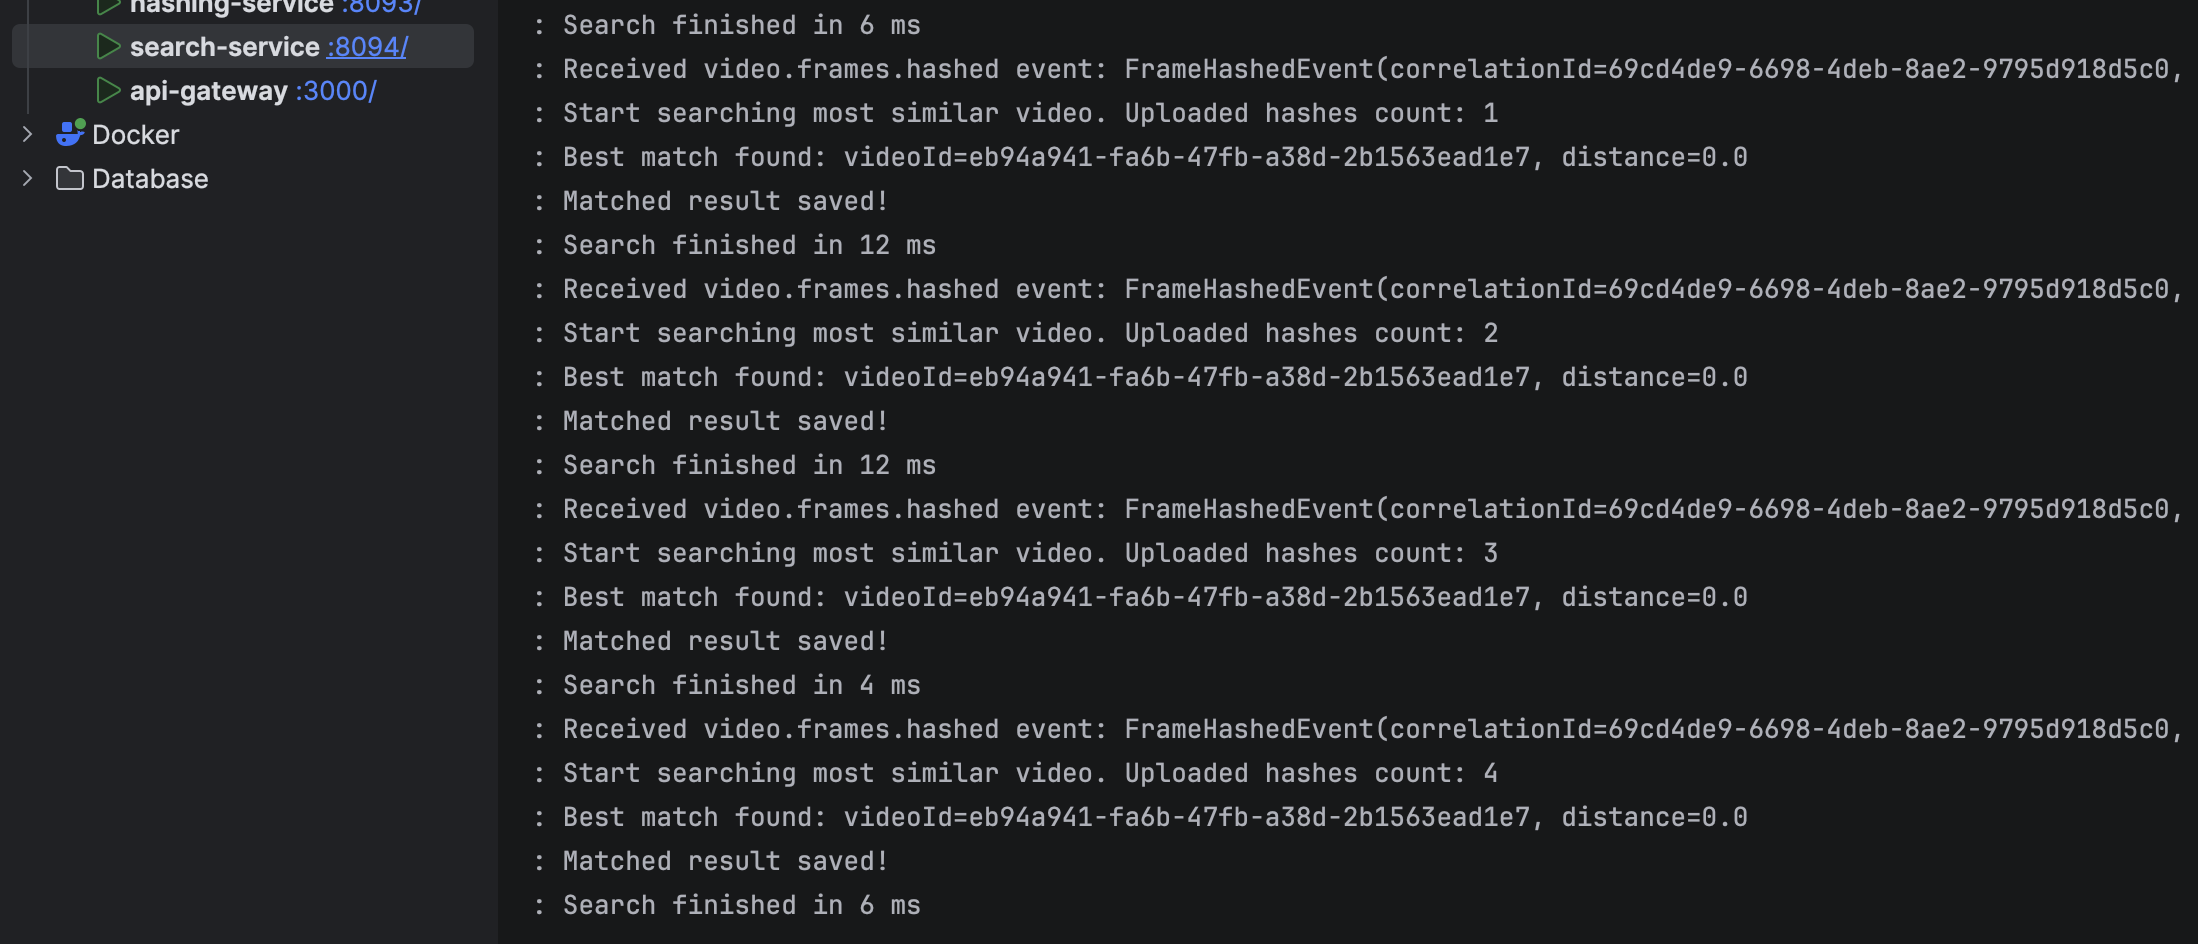 hashing-service :8093/
search-service :8094/
api-gateway :3000/
Docker
Database
: Search finished in 6 ms
: Received video.frames.hashed event: FrameHashedEvent(correlationId=69cd4de9-6698-4deb-8ae2-9795d918d5c0,
: Start searching most similar video. Uploaded hashes count: 1
: Best match found: videoId=eb94a941-fa6b-47fb-a38d-2b1563ead1e7, distance=0.0
: Matched result saved!
: Search finished in 12 ms
: Received video.frames.hashed event: FrameHashedEvent(correlationId=69cd4de9-6698-4deb-8ae2-9795d918d5c0,
: Start searching most similar video. Uploaded hashes count: 2
: Best match found: videoId=eb94a941-fa6b-47fb-a38d-2b1563ead1e7, distance=0.0
: Matched result saved!
: Search finished in 12 ms
: Received video.frames.hashed event: FrameHashedEvent(correlationId=69cd4de9-6698-4deb-8ae2-9795d918d5c0,
: Start searching most similar video. Uploaded hashes count: 3
: Best match found: videoId=eb94a941-fa6b-47fb-a38d-2b1563ead1e7, distance=0.0
: Matched result saved!
: Search finished in 4 ms
: Received video.frames.hashed event: FrameHashedEvent(correlationId=69cd4de9-6698-4deb-8ae2-9795d918d5c0,
: Start searching most similar video. Uploaded hashes count: 4
: Best match found: videoId=eb94a941-fa6b-47fb-a38d-2b1563ead1e7, distance=0.0
: Matched result saved!
: Search finished in 6 ms